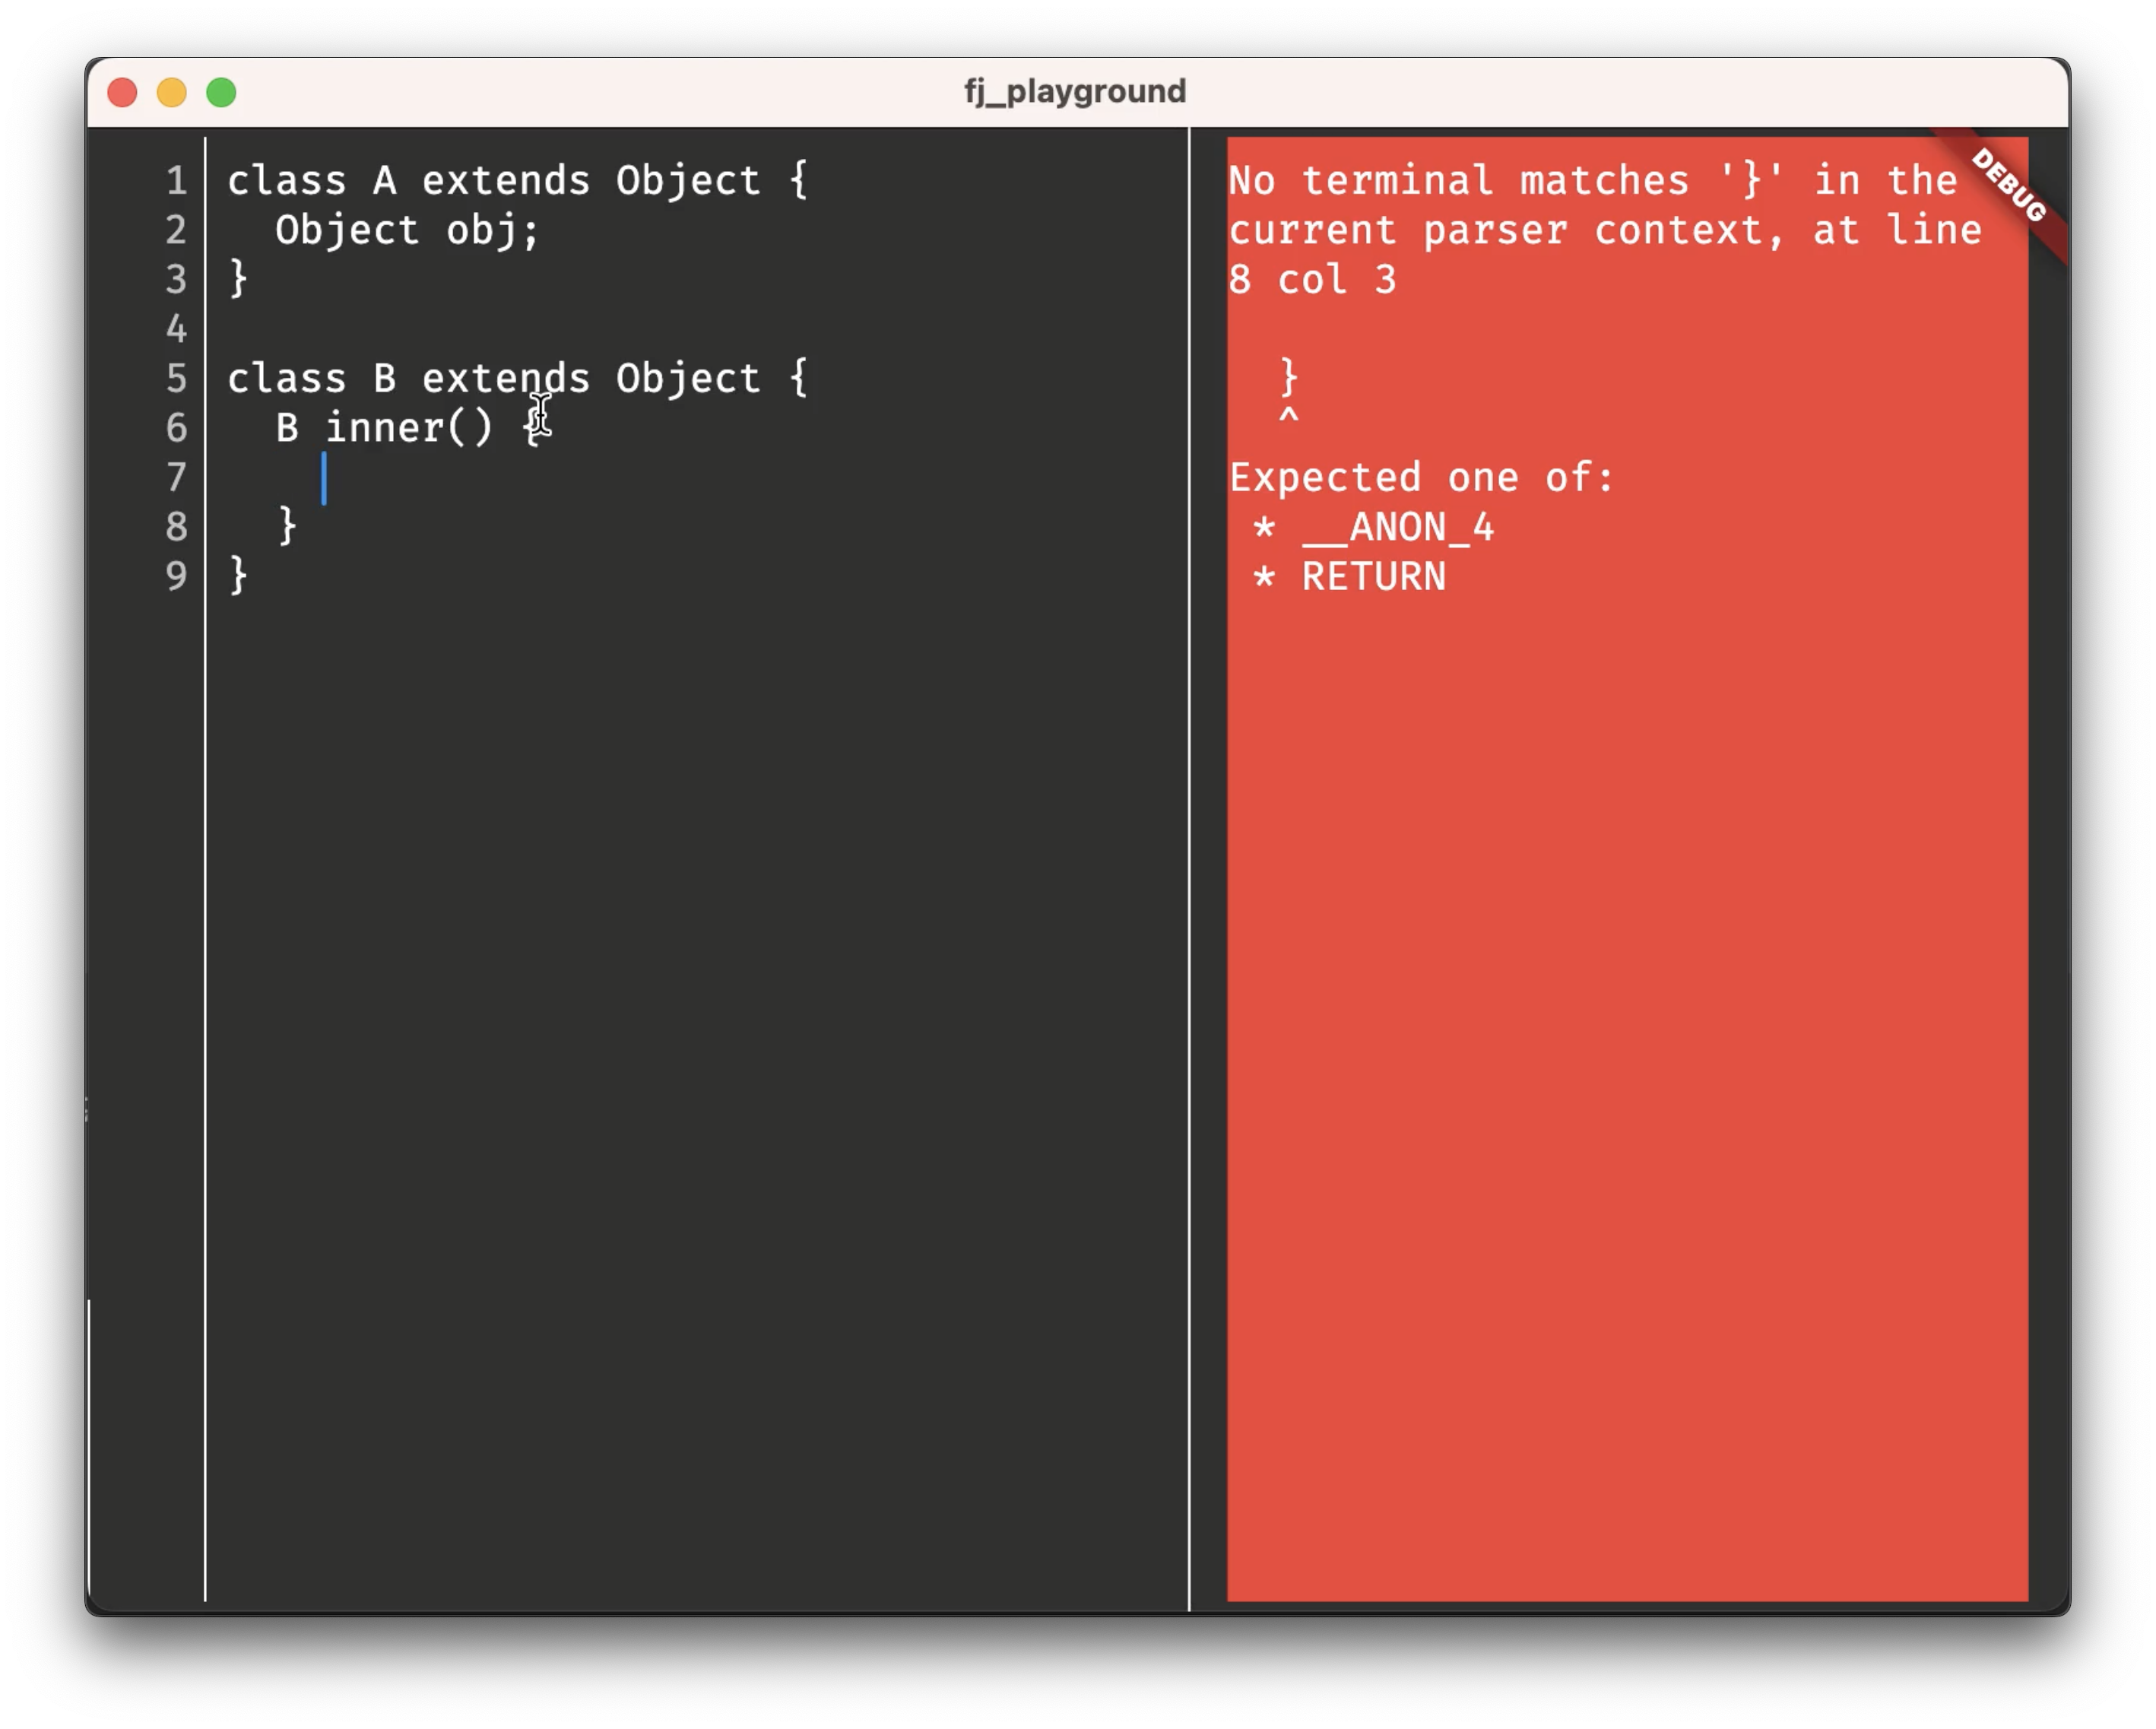 fj_playground
DEBUG
1 class A extends Object {
2   Object obj;
3 }
4
5 class B extends Object {
6   B inner() {
7
8   }
9 }
No terminal matches '}' in the
current parser context, at line
8 col 3
  }
  ^
Expected one of:
 * __ANON_4
 * RETURN